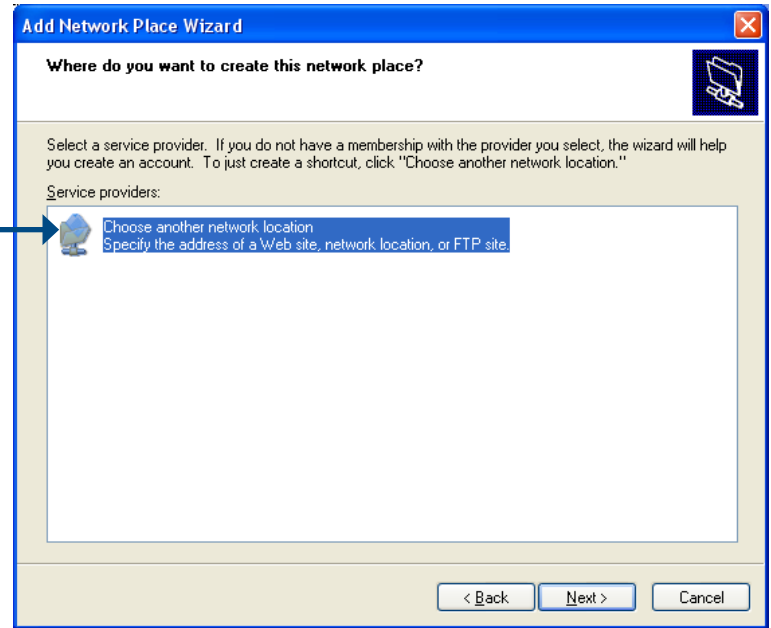 Add Network Place Wizard
Where do you want to create this network place?
Select a service provider. If you do not have a membership with the provider you select, the wizard will help
you create an account. To just create a shortcut, click "Choose another network location."
Service providers:
Choose another network location
Specify the address of a Web site, network location, or FTP site.
< Back Next > Cancel